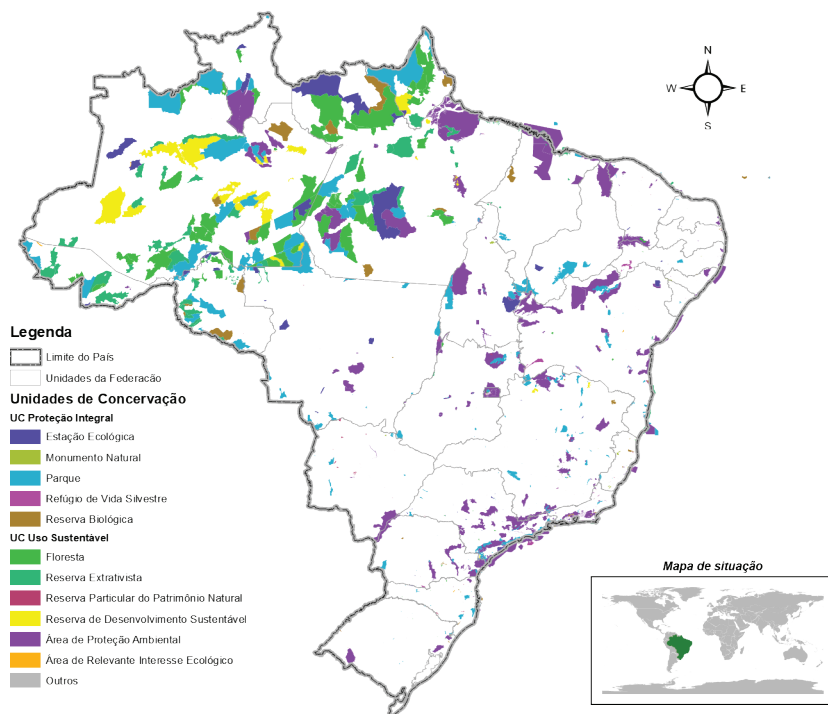 N
W E
S
Legenda
Limite do País
Unidades da Federacão
Unidades de Concervação
UC Proteção Integral
Estação Ecológica
Monumento Natural
Parque
Refúgio de Vida Silvestre
Reserva Biológica
UC Uso Sustentável
Floresta
Reserva Extrativista
Reserva Particular do Patrimônio Natural
Reserva de Desenvolvimento Sustentável
Área de Proteção Ambiental
Área de Relevante Interesse Ecológico
Outros
Mapa de situação